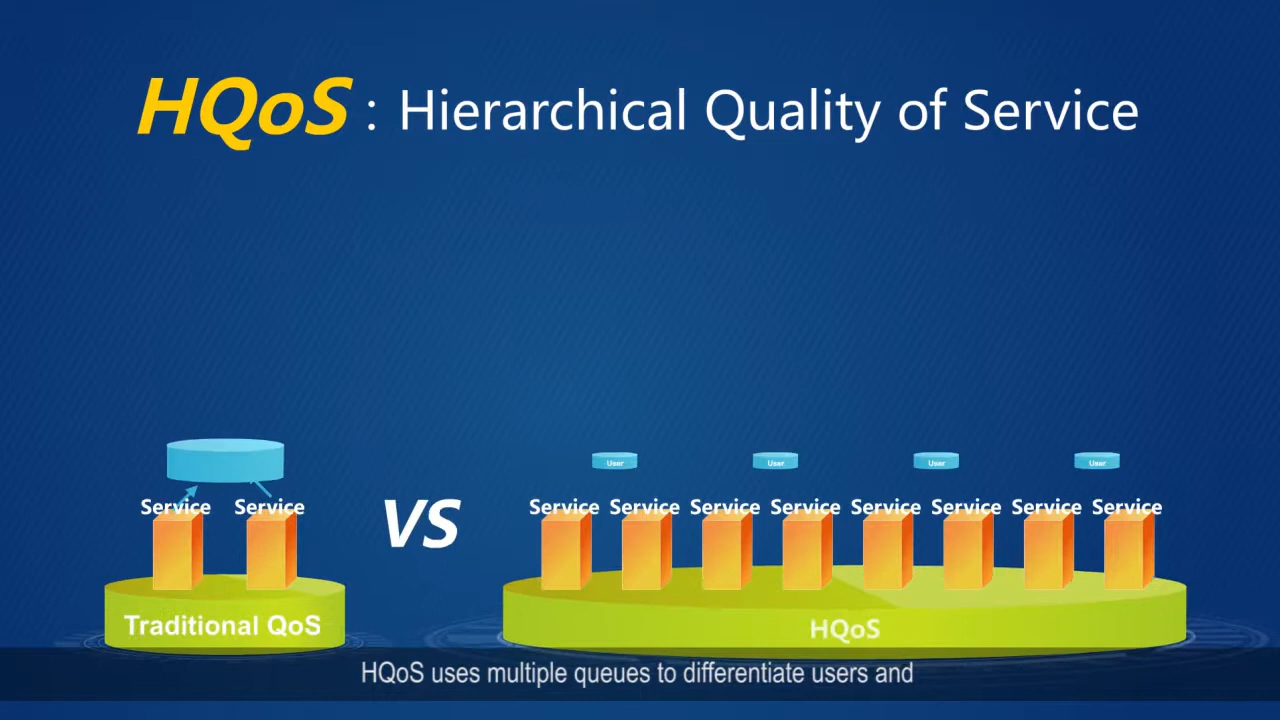 HQoS : Hierarchical Quality of Service
User User User User
Service Service VS Service Service Service Service Service Service Service Service
Traditional QoS HQoS
HQoS uses multiple queues to differentiate users and